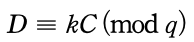 D ≡ kC (mod q)